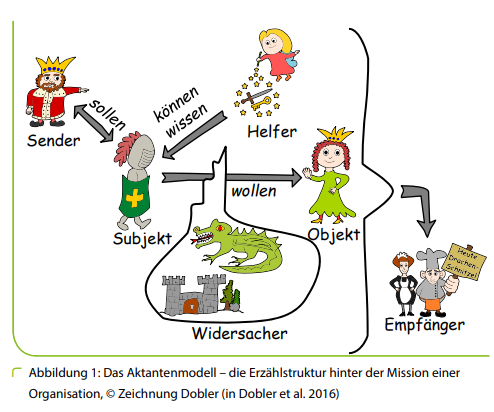 Sender
sollen
können
wissen
Helfer
Subjekt
wollen
Objekt
Widersacher
Heute
Drachen-
Schnitzel
Empfänger
Abbildung 1: Das Aktantenmodell – die Erzählstruktur hinter der Mission einer
Organisation, © Zeichnung Dobler (in Dobler et al. 2016)